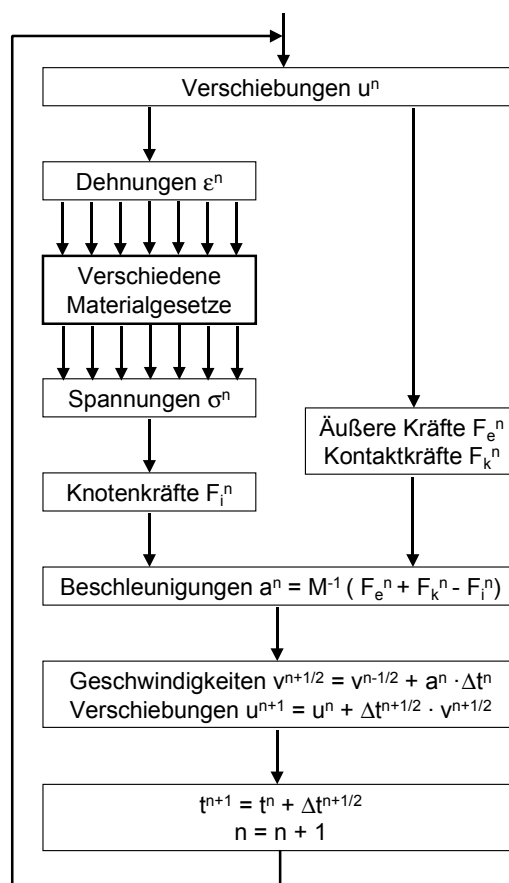 Verschiebungen uⁿ
Dehnungen εⁿ
Verschiedene
Materialgesetze
Spannungen σⁿ
Äußere Kräfte Fₑⁿ
Kontaktkräfte Fₖⁿ
Knotenkräfte Fᵢⁿ
Beschleunigungen aⁿ = M⁻¹ ( Fₑⁿ + Fₖⁿ - Fᵢⁿ)
Geschwindigkeiten vⁿ⁺¹ᐟ² = vⁿ⁻¹ᐟ² + aⁿ · Δtⁿ
Verschiebungen uⁿ⁺¹ = uⁿ + Δtⁿ⁺¹ᐟ² · vⁿ⁺¹ᐟ²
tⁿ⁺¹ = tⁿ + Δtⁿ⁺¹ᐟ²
n = n + 1